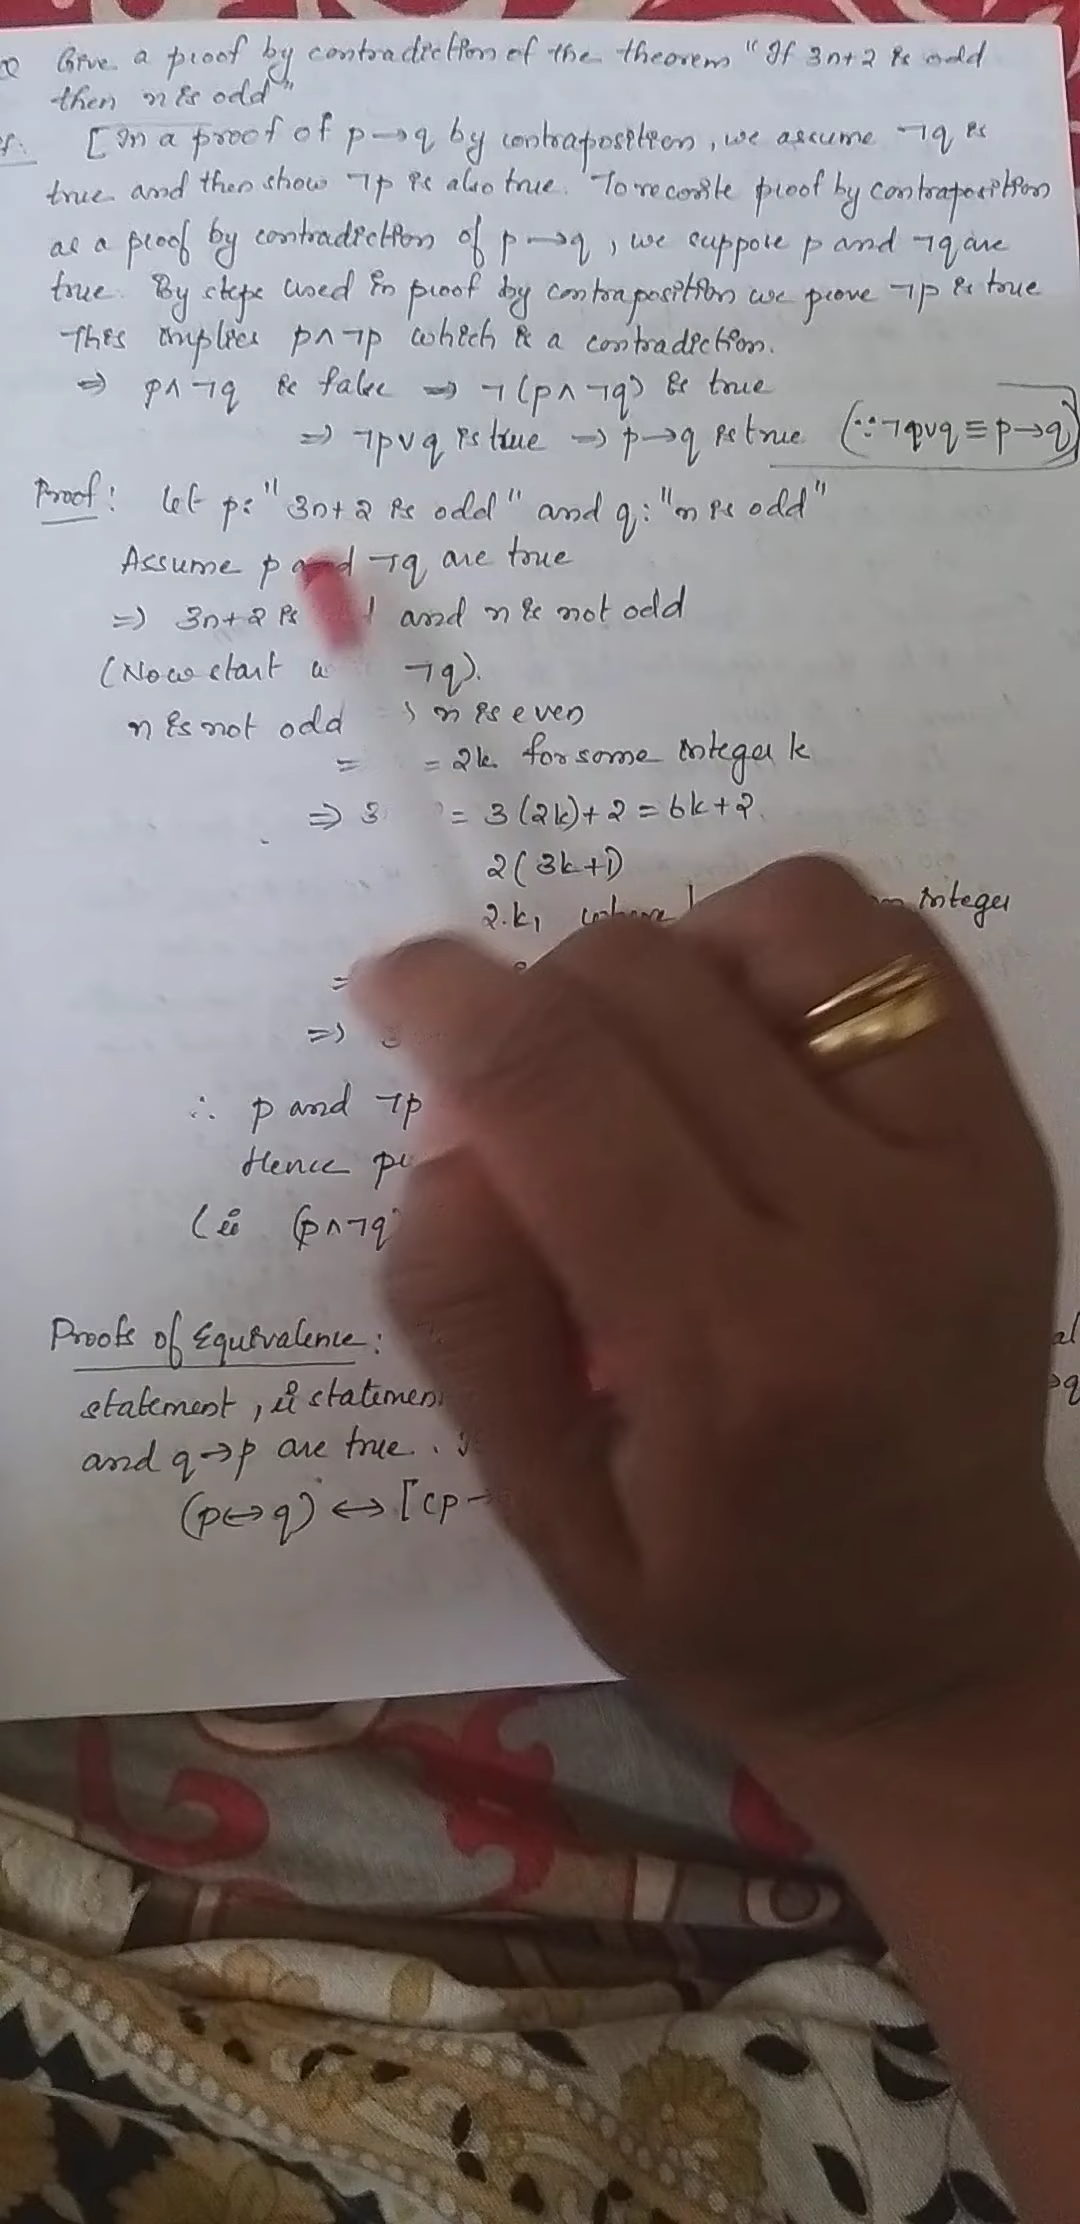 Q Give a proof by contradiction of the theorem "If 3n+2 is odd
then n is odd"
[In a proof of p→q by contraposition, we assume ¬q is
true and then show ¬p is also true. To rewrite proof by contraposition
as a proof by contradiction of p→q, we suppose p and ¬q are
true. By steps used in proof by contraposition we prove ¬p is true
This implies p∧¬p which is a contradiction.
⇒ p∧¬q is false ⇒ ¬(p∧¬q) is true
⇒ ¬p∨q is true ⇒ p→q is true (∵ ¬p∨q ≡ p→q)
Proof: let p: "3n+2 is odd" and q: "n is odd"
Assume p and ¬q are true
⇒ 3n+2 is and n is not odd
(Now start ¬q).
n is not odd n is even
= = 2k for some integer k
⇒ 3 = 3(2k)+2 = 6k+2
2(3k+1)
2.k₁ where integer
=
⇒ 3
∴ p and ¬p
Hence
(ie (p∧¬q)
Proofs of Equivalence:
statement, ie
and q→p are true.
(p↔q) ↔ [(p→